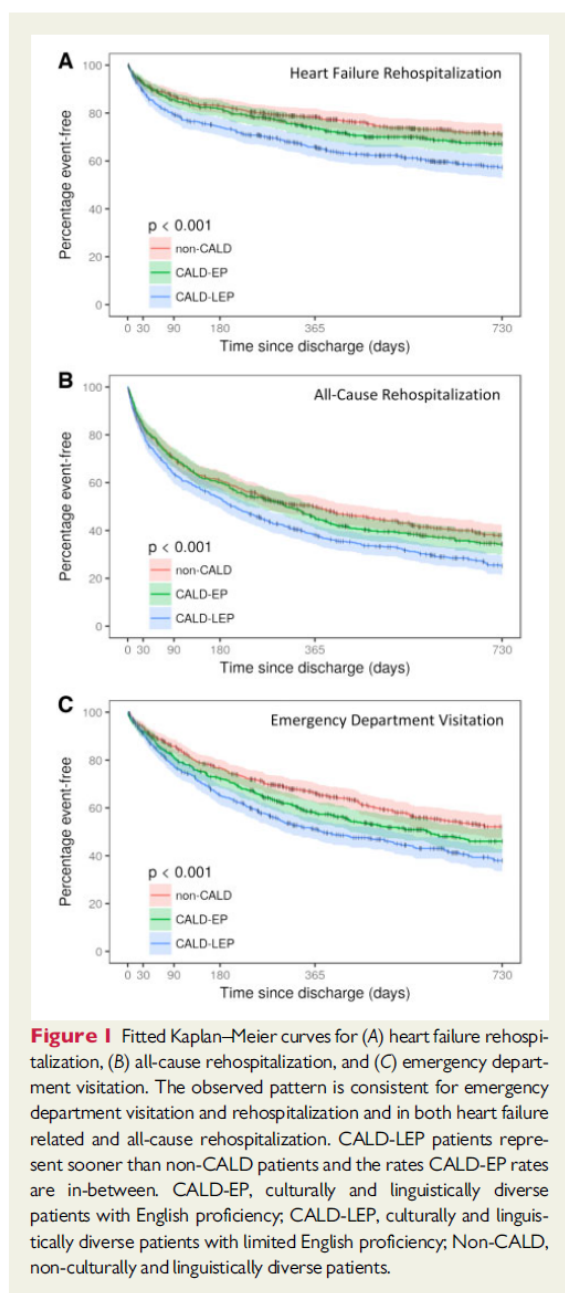 A
Heart Failure Rehospitalization
Percentage event-free
100
80
60
40
20
0
p < 0.001
non-CALD
CALD-EP
CALD-LEP
0 30 90 180 365 730
Time since discharge (days)
B
All-Cause Rehospitalization
Percentage event-free
100
80
60
40
20
0
p < 0.001
non-CALD
CALD-EP
CALD-LEP
0 30 90 180 365 730
Time since discharge (days)
C
Emergency Department Visitation
Percentage event-free
100
80
60
40
20
0
p < 0.001
non-CALD
CALD-EP
CALD-LEP
0 30 90 180 365 730
Time since discharge (days)
Figure 1 Fitted Kaplan–Meier curves for (A) heart failure rehospi-
talization, (B) all-cause rehospitalization, and (C) emergency depart-
ment visitation. The observed pattern is consistent for emergency
department visitation and rehospitalization and in both heart failure
related and all-cause rehospitalization. CALD-LEP patients repre-
sent sooner than non-CALD patients and the rates CALD-EP rates
are in-between. CALD-EP, culturally and linguistically diverse
patients with English proficiency; CALD-LEP, culturally and linguis-
tically diverse patients with limited English proficiency; Non-CALD,
non-culturally and linguistically diverse patients.